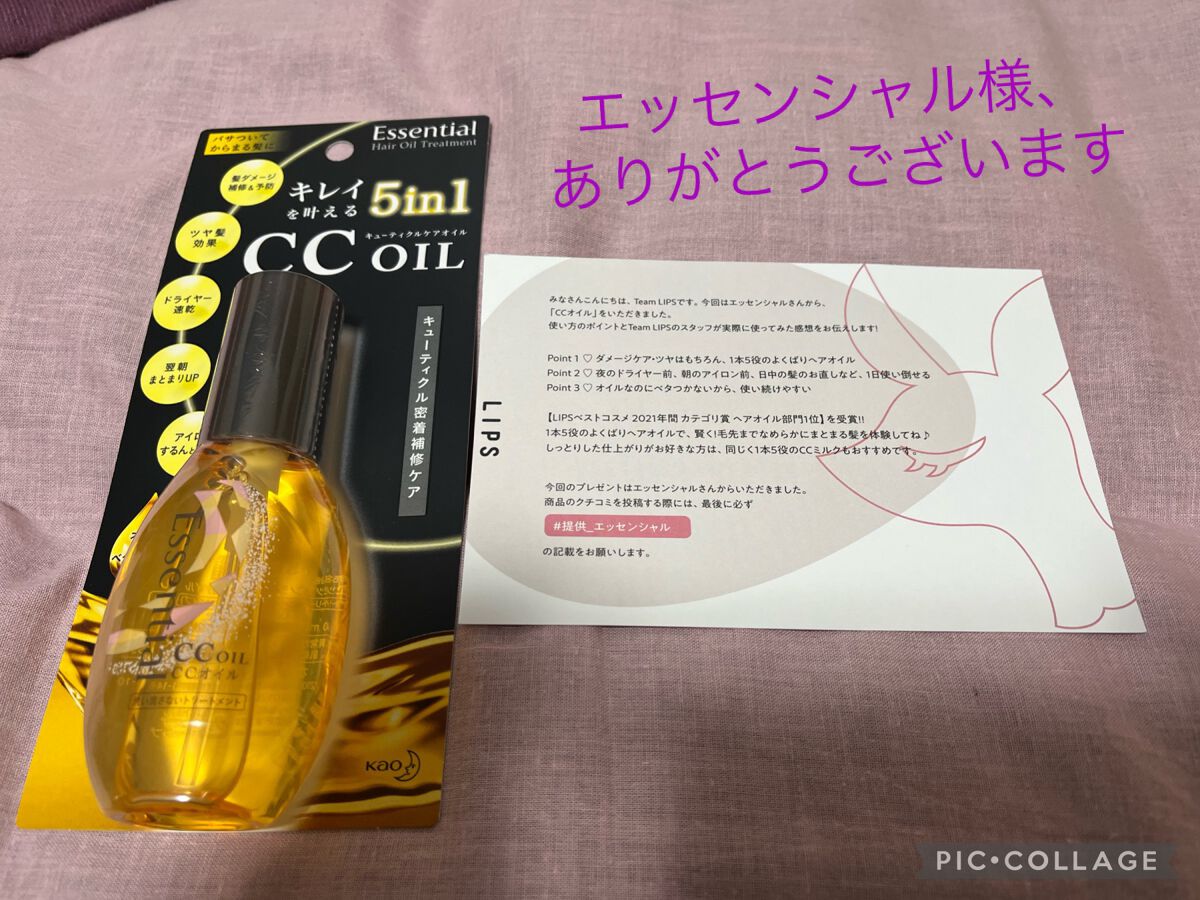 エッセンシャル様、
ありがとうございます
パサついて
からまる髪に
Essential
Hair Oil Treatment
髪ダメージ
補修&予防
キレイ
を叶える
5in1
ツヤ髪
効果
キューティクルケアオイル
CC OIL
ドライヤー
速乾
翌朝
まとまりUP
アイロ
するんと
キューティクル密着補修ケア
Essential
CC OIL
CCオイル
洗い流さないトリートメント
Kao
LIPS
みなさんこんにちは、Team LIPSです。今回はエッセンシャルさんから、
「CCオイル」をいただきました。
使い方のポイントとTeam LIPSのスタッフが実際に使ってみた感想をお伝えします!
Point 1 ♡ ダメージケア・ツヤはもちろん、1本5役のよくばりヘアオイル
Point 2 ♡ 夜のドライヤー前、朝のアイロン前、日中の髪のお直しなど、1日使い倒せる
Point 3 ♡ オイルなのにベタつかないから、使い続けやすい
【LIPSベストコスメ 2021年間 カテゴリ賞 ヘアオイル部門1位】を受賞!!
1本5役のよくばりヘアオイルで、賢く!毛先までなめらかにまとまる髪を体験してね♪
しっとりした仕上がりがお好きな方は、同じく1本5役のCCミルクもおすすめです。
今回のプレゼントはエッセンシャルさんからいただきました。
商品のクチコミを投稿する際には、最後に必ず
#提供_エッセンシャル
の記載をお願いします。
PIC•COLLAGE